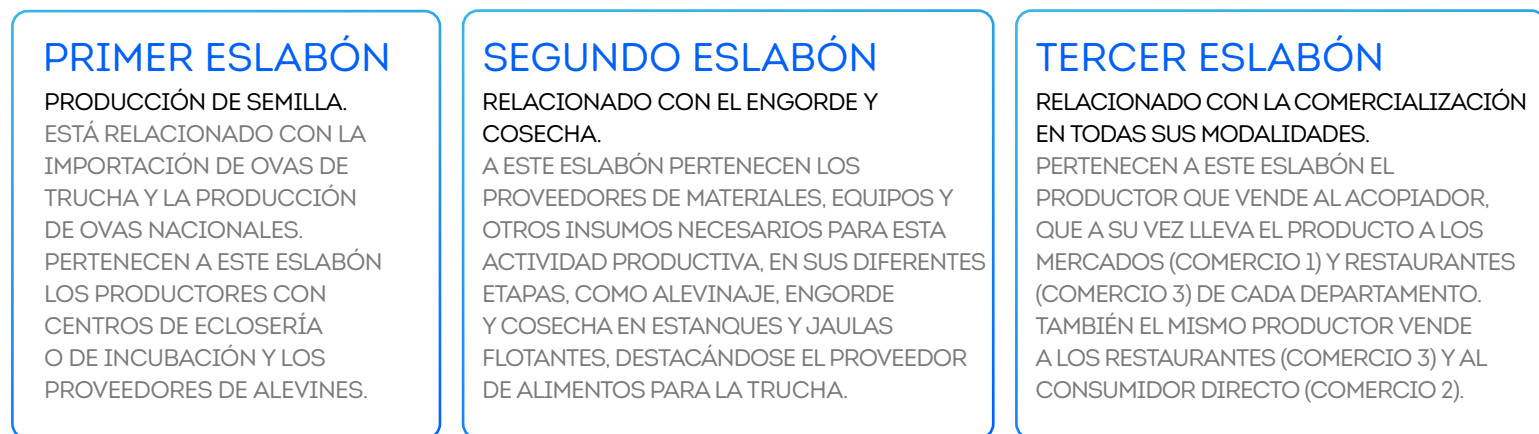 PRIMER ESLABÓN
PRODUCCIÓN DE SEMILLA.
ESTÁ RELACIONADO CON LA
IMPORTACIÓN DE OVAS DE
TRUCHA Y LA PRODUCCIÓN
DE OVAS NACIONALES.
PERTENECEN A ESTE ESLABÓN
LOS PRODUCTORES CON
CENTROS DE ECLOSERÍA
O DE INCUBACIÓN Y LOS
PROVEEDORES DE ALEVINES.
SEGUNDO ESLABÓN
RELACIONADO CON EL ENGORDE Y
COSECHA.
A ESTE ESLABÓN PERTENECEN LOS
PROVEEDORES DE MATERIALES, EQUIPOS Y
OTROS INSUMOS NECESARIOS PARA ESTA
ACTIVIDAD PRODUCTIVA, EN SUS DIFERENTES
ETAPAS, COMO ALEVINAJE, ENGORDE
Y COSECHA EN ESTANQUES Y JAULAS
FLOTANTES, DESTACÁNDOSE EL PROVEEDOR
DE ALIMENTOS PARA LA TRUCHA.
TERCER ESLABÓN
RELACIONADO CON LA COMERCIALIZACIÓN
EN TODAS SUS MODALIDADES.
PERTENECEN A ESTE ESLABÓN EL
PRODUCTOR QUE VENDE AL ACOPIADOR,
QUE A SU VEZ LLEVA EL PRODUCTO A LOS
MERCADOS (COMERCIO 1) Y RESTAURANTES
(COMERCIO 3) DE CADA DEPARTAMENTO.
TAMBIÉN EL MISMO PRODUCTOR VENDE
A LOS RESTAURANTES (COMERCIO 3) Y AL
CONSUMIDOR DIRECTO (COMERCIO 2).